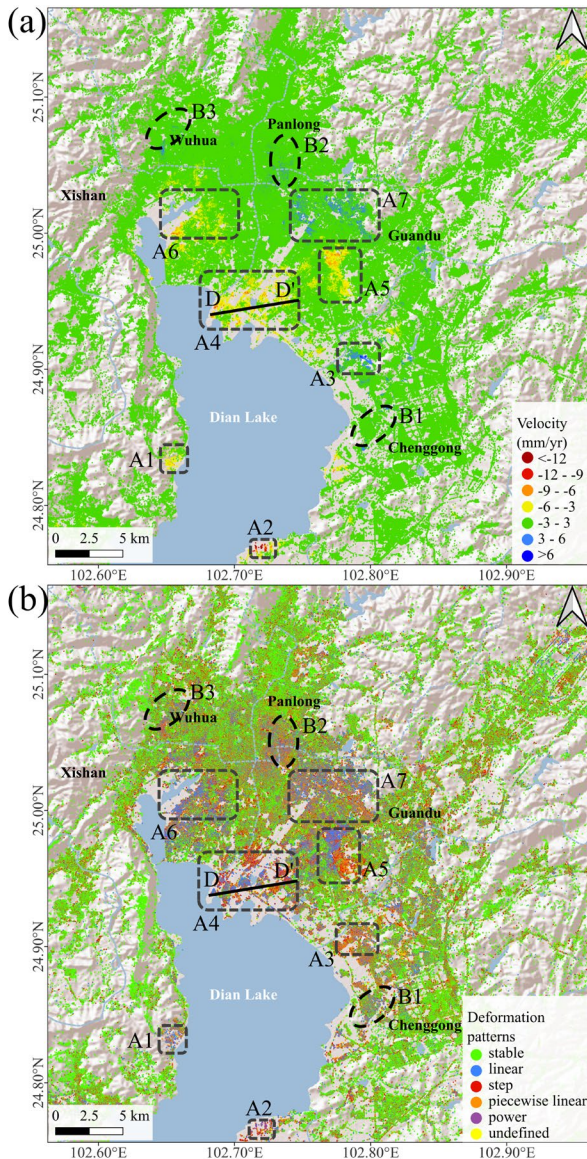 (a)
B3
Panlong
B2
Wuhua
Xishan
A7
Guandu
A6
D
D'
A5
A4
A3
Dian Lake
B1
Chenggong
A1
A2
25.10°N
25.00°N
24.90°N
24.80°N
0 2.5 5 km
102.60°E 102.70°E 102.80°E 102.90°E
Velocity
(mm/yr)
<-12
-12 - -9
-9 - -6
-6 - -3
-3 - 3
3 - 6
>6
(b)
B3
Panlong
B2
Wuhua
Xishan
A7
Guandu
A6
D
D'
A5
A4
A3
Dian Lake
B1
Chenggong
A1
A2
25.10°N
25.00°N
24.90°N
24.80°N
0 2.5 5 km
102.60°E 102.70°E 102.80°E 102.90°E
Deformation
patterns
stable
linear
step
piecewise linear
power
undefined